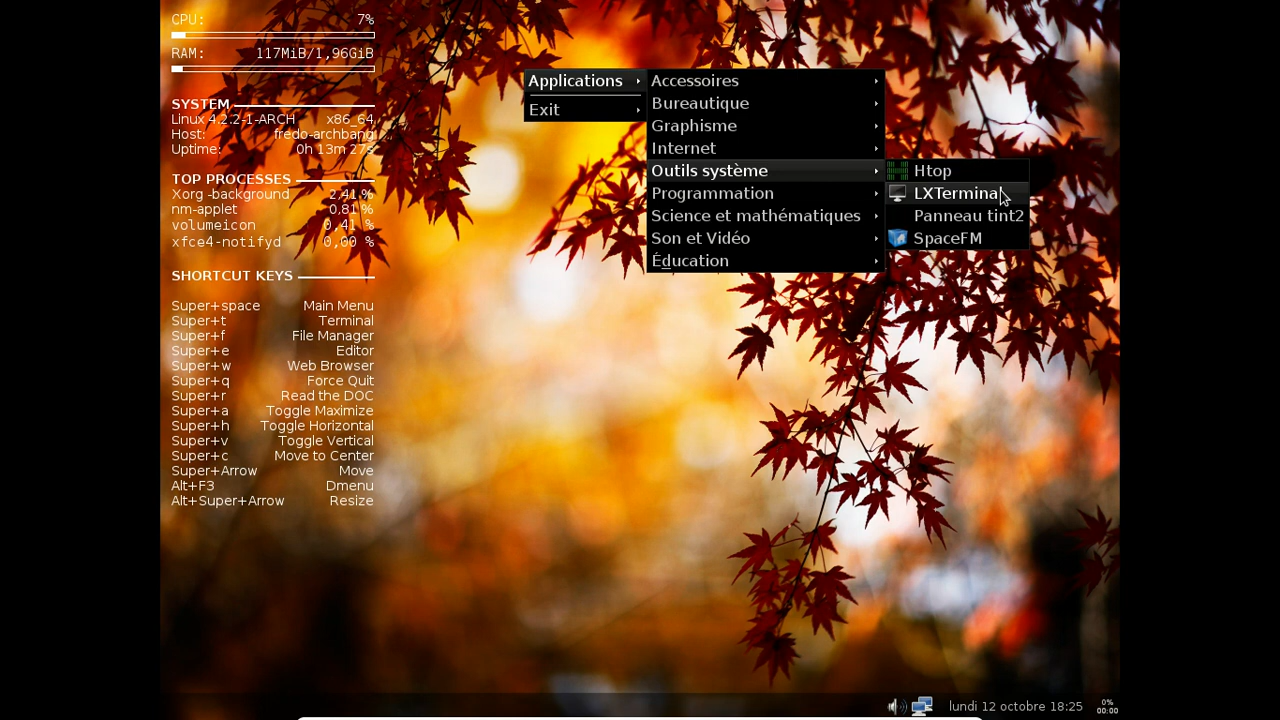 CPU: 7%
RAM: 117MiB/1,96GiB
SYSTEM
Linux 4.2.2-1-ARCH x86_64
Host: fredo-archbang
Uptime: 0h 13m 27s
TOP PROCESSES
Xorg -background 2,41 %
nm-applet 0,81 %
volumeicon 0,41 %
xfce4-notifyd 0,00 %
SHORTCUT KEYS
Super+space Main Menu
Super+t Terminal
Super+f File Manager
Super+e Editor
Super+w Web Browser
Super+q Force Quit
Super+r Read the DOC
Super+a Toggle Maximize
Super+h Toggle Horizontal
Super+v Toggle Vertical
Super+c Move to Center
Super+Arrow Move
Alt+F3 Dmenu
Alt+Super+Arrow Resize
Applications
Exit
Accessoires
Bureautique
Graphisme
Internet
Outils système
Programmation
Science et mathématiques
Son et Vidéo
Éducation
Htop
LXTerminal
Panneau tint2
SpaceFM
lundi 12 octobre 18:25
0%
00:00